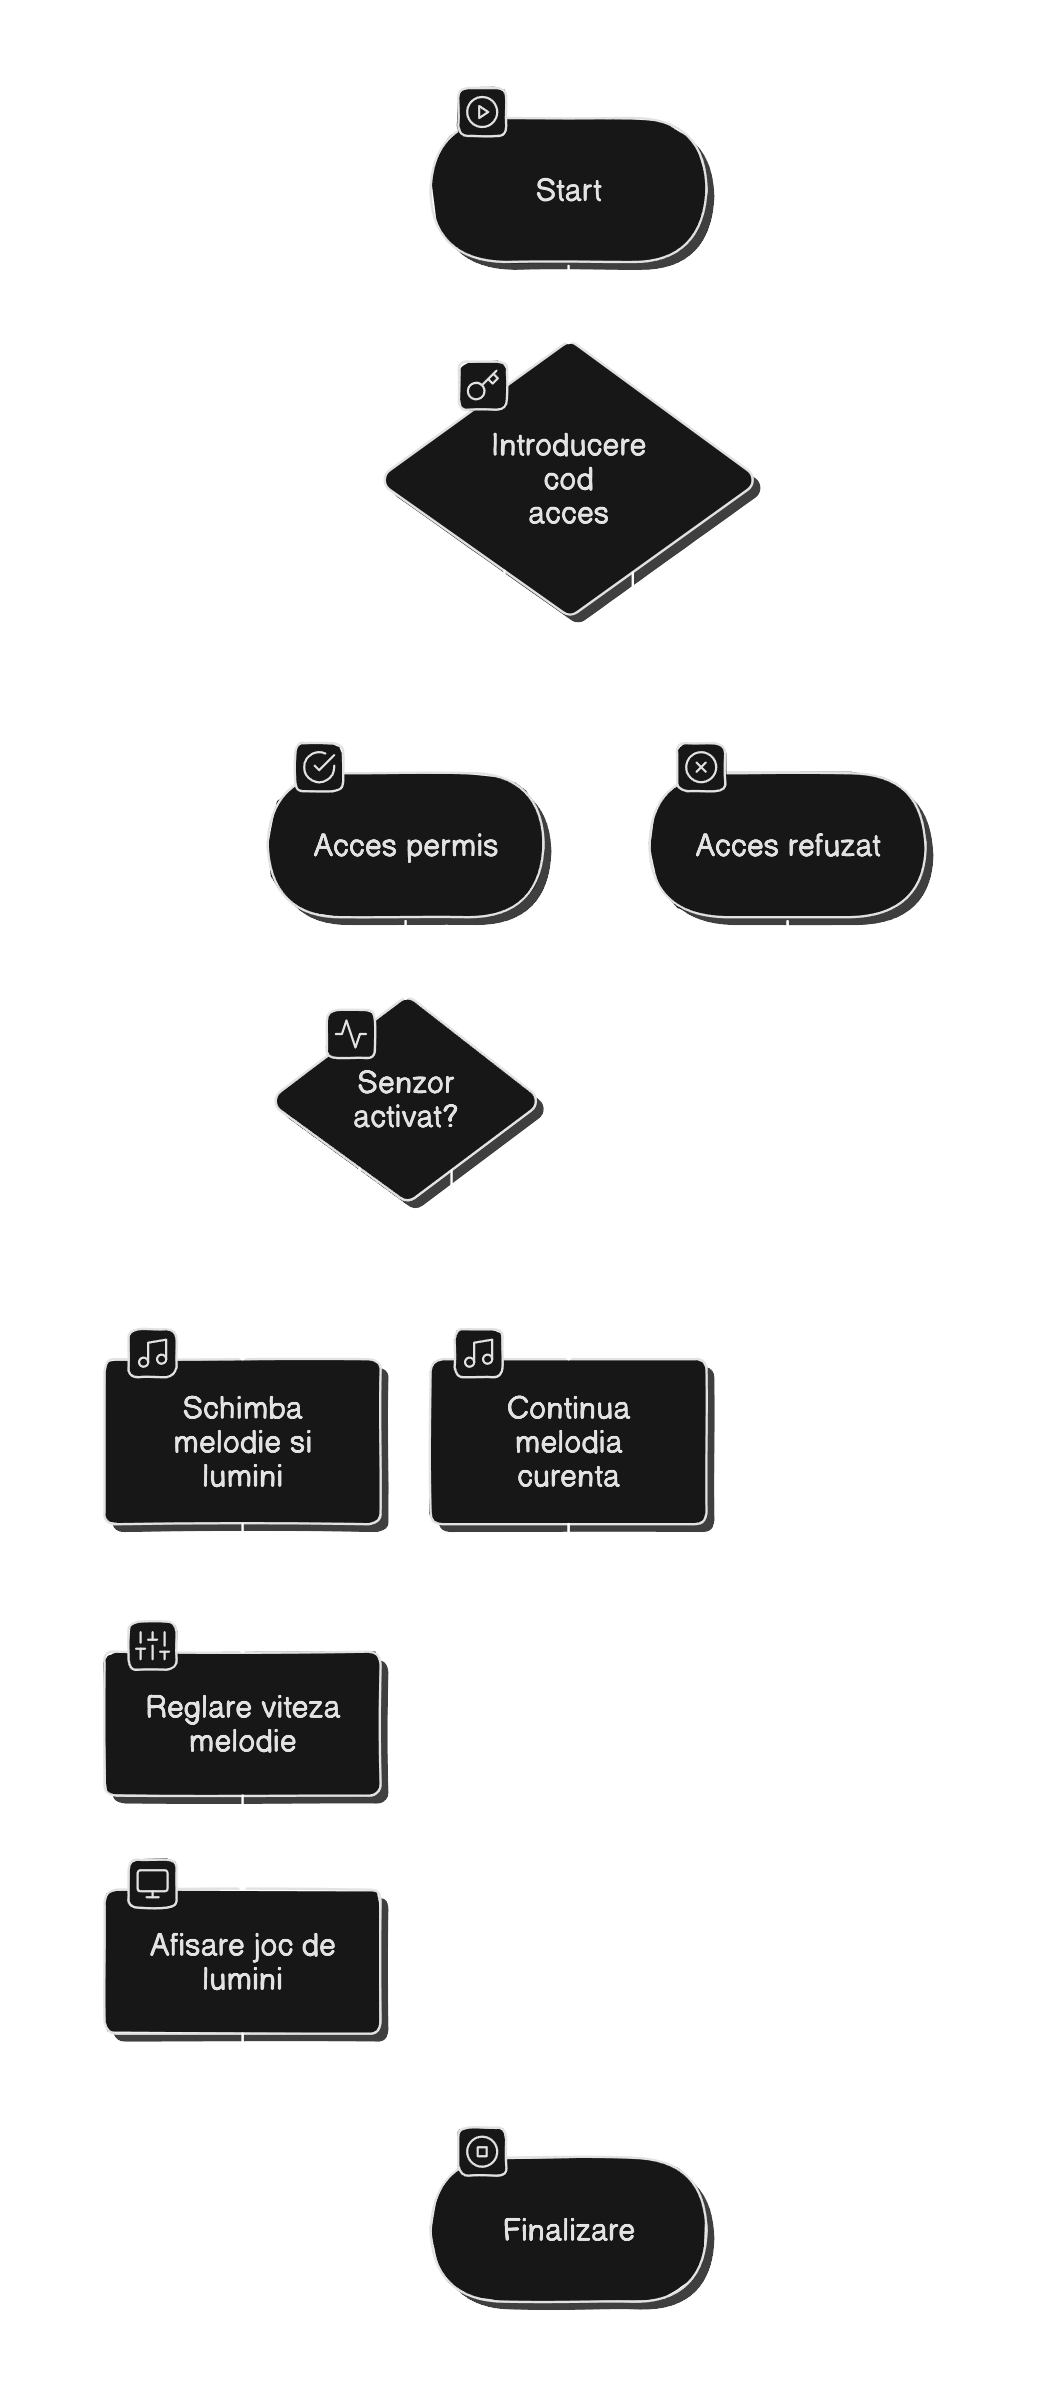 Start
Introducere
cod
acces
Acces permis
Acces refuzat
Senzor
activat?
Schimba
melodie si
lumini
Continua
melodia
curenta
Reglare viteza
melodie
Afisare joc de
lumini
Finalizare